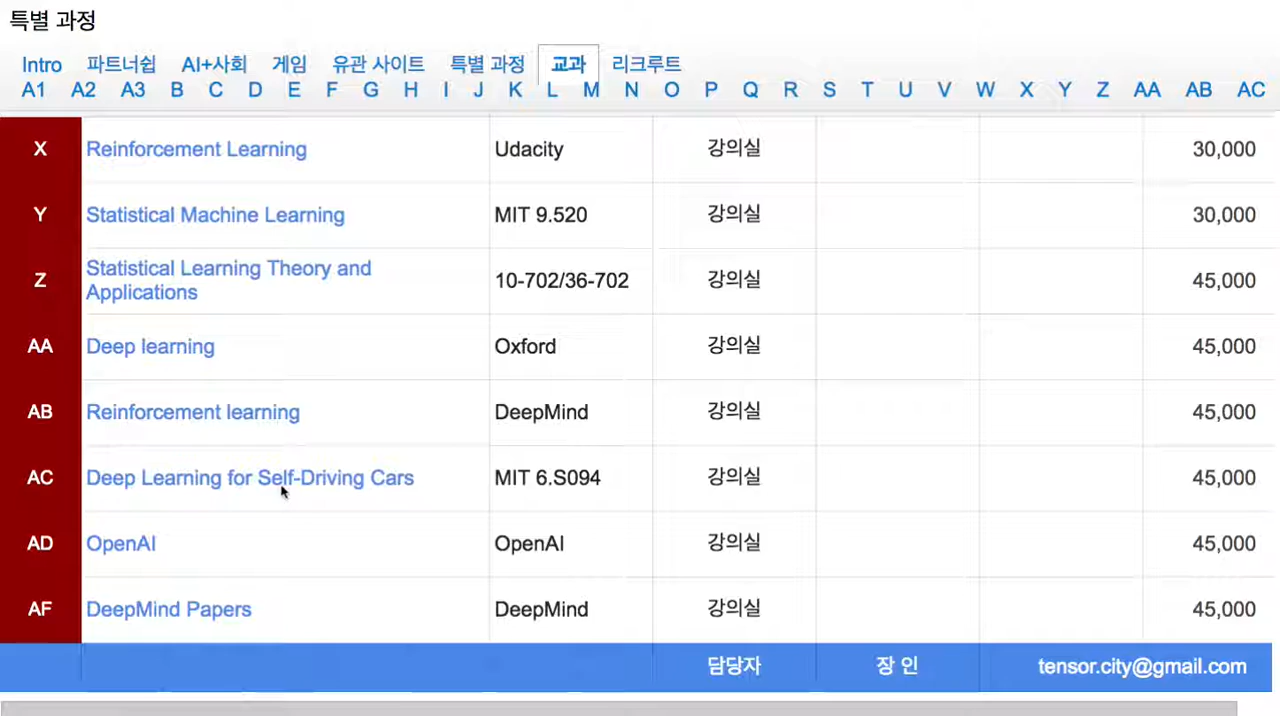 특별 과정
Intro 파트너쉽 AI+사회 게임 유관 사이트 특별 과정 교과 리크루트
A1 A2 A3 B C D E F G H I J K L M N O P Q R S T U V W X Y Z AA AB AC
X Reinforcement Learning Udacity 강의실 30,000
Y Statistical Machine Learning MIT 9.520 강의실 30,000
Z Statistical Learning Theory and Applications 10-702/36-702 강의실 45,000
AA Deep learning Oxford 강의실 45,000
AB Reinforcement learning DeepMind 강의실 45,000
AC Deep Learning for Self-Driving Cars MIT 6.S094 강의실 45,000
AD OpenAI OpenAI 강의실 45,000
AF DeepMind Papers DeepMind 강의실 45,000
담당자 장 인 tensor.city@gmail.com